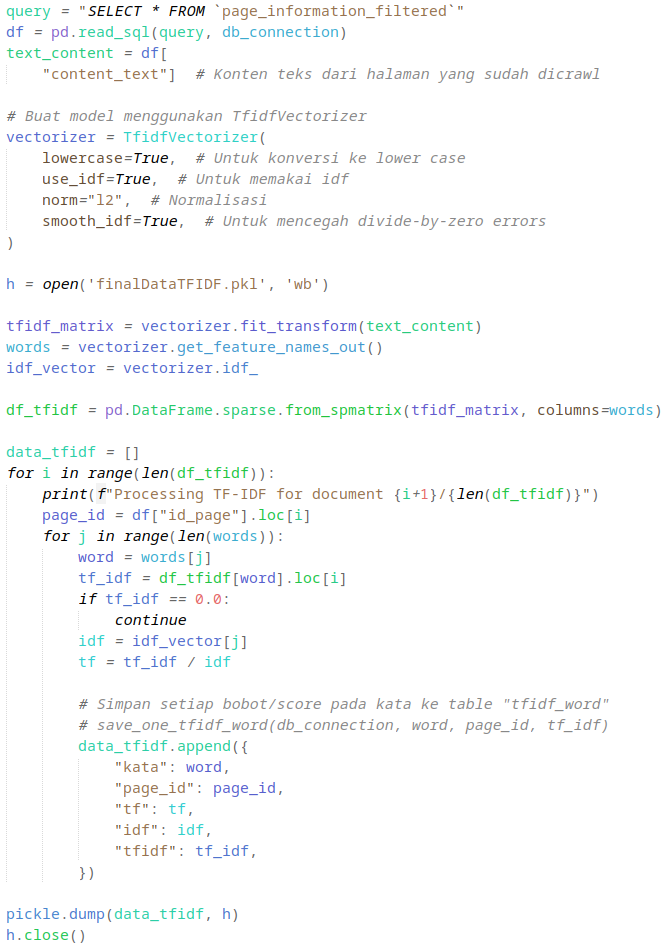 query = "SELECT * FROM `page_information_filtered`"
df = pd.read_sql(query, db_connection)
text_content = df[
    "content_text"]  # Konten teks dari halaman yang sudah dicrawl

# Buat model menggunakan TfidfVectorizer
vectorizer = TfidfVectorizer(
    lowercase=True,  # Untuk konversi ke lower case
    use_idf=True,  # Untuk memakai idf
    norm="l2",  # Normalisasi
    smooth_idf=True,  # Untuk mencegah divide-by-zero errors
)

h = open('finalDataTFIDF.pkl', 'wb')

tfidf_matrix = vectorizer.fit_transform(text_content)
words = vectorizer.get_feature_names_out()
idf_vector = vectorizer.idf_

df_tfidf = pd.DataFrame.sparse.from_spmatrix(tfidf_matrix, columns=words)

data_tfidf = []
for i in range(len(df_tfidf)):
    print(f"Processing TF-IDF for document {i+1}/{len(df_tfidf)}")
    page_id = df["id_page"].loc[i]
    for j in range(len(words)):
        word = words[j]
        tf_idf = df_tfidf[word].loc[i]
        if tf_idf == 0.0:
            continue
        idf = idf_vector[j]
        tf = tf_idf / idf

        # Simpan setiap bobot/score pada kata ke table "tfidf_word"
        # save_one_tfidf_word(db_connection, word, page_id, tf_idf)
        data_tfidf.append({
            "kata": word,
            "page_id": page_id,
            "tf": tf,
            "idf": idf,
            "tfidf": tf_idf,
        })

pickle.dump(data_tfidf, h)
h.close()